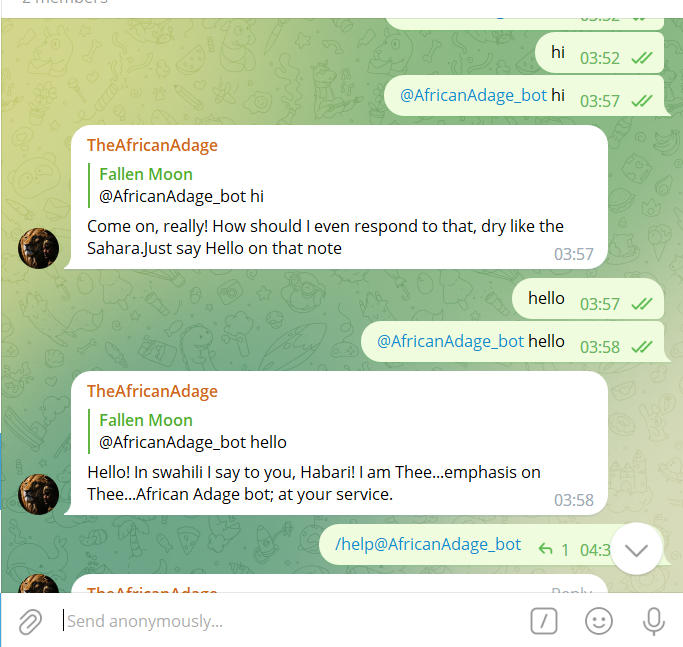 2 members
03:52
hi 03:52
@AfricanAdage_bot hi 03:57
TheAfricanAdage
Fallen Moon
@AfricanAdage_bot hi
Come on, really! How should I even respond to that, dry like the
Sahara.Just say Hello on that note
03:57
hello 03:57
@AfricanAdage_bot hello 03:58
TheAfricanAdage
Fallen Moon
@AfricanAdage_bot hello
Hello! In swahili I say to you, Habari! I am Thee...emphasis on
Thee...African Adage bot; at your service.
03:58
/help@AfricanAdage_bot 1 04:3
TheAfricanAdage Reply
Send anonymously...